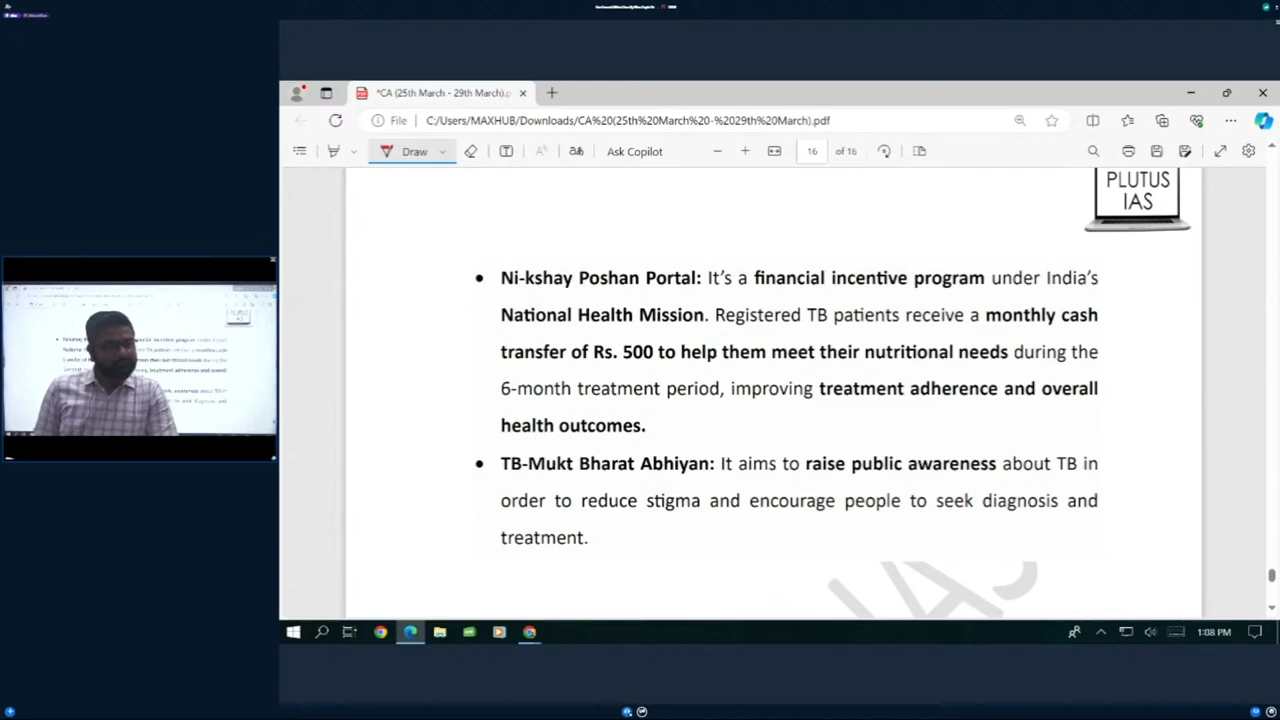 *CA (25th March - 29th March).p
File C:/Users/MAXHUB/Downloads/CA%20(25th%20March%20-%2029th%20March).pdf
Draw
Ask Copilot
16 of 16
PLUTUS
IAS
• Ni-kshay Poshan Portal: It's a financial incentive program under India's
National Health Mission. Registered TB patients receive a monthly cash
transfer of Rs. 500 to help them meet their nutritional needs during the
6-month treatment period, improving treatment adherence and overall
health outcomes.
• TB-Mukt Bharat Abhiyan: It aims to raise public awareness about TB in
order to reduce stigma and encourage people to seek diagnosis and
treatment.
IAS
1:08 PM